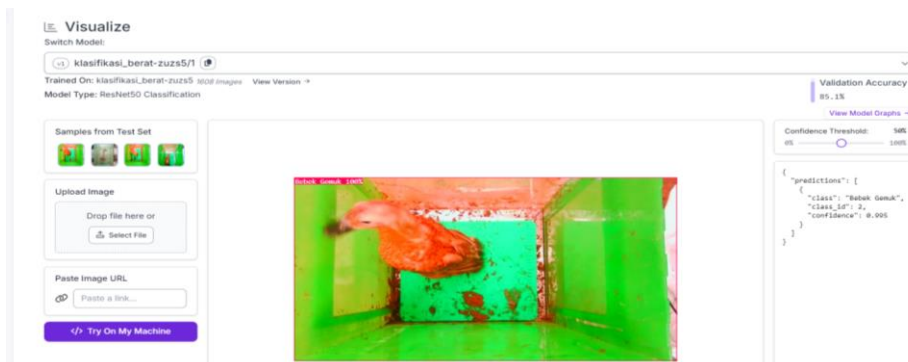 Visualize
Switch Model:
v1 klasifikasi_berat-zuzs5/1
Trained On: klasifikasi_berat-zuzs5 1608 images View Version →
Model Type: ResNet50 Classification
Validation Accuracy
85.1%
View Model Graphs →
Samples from Test Set
Upload Image
Drop file here or
Select File
Paste Image URL
Paste a link...
</> Try On My Machine
Bebek Gemuk 100%
Confidence Threshold: 50%
0% 100%
{
"predictions": [
{
"class": "Bebek Gemuk",
"class_id": 2,
"confidence": 0.995
}
]
}